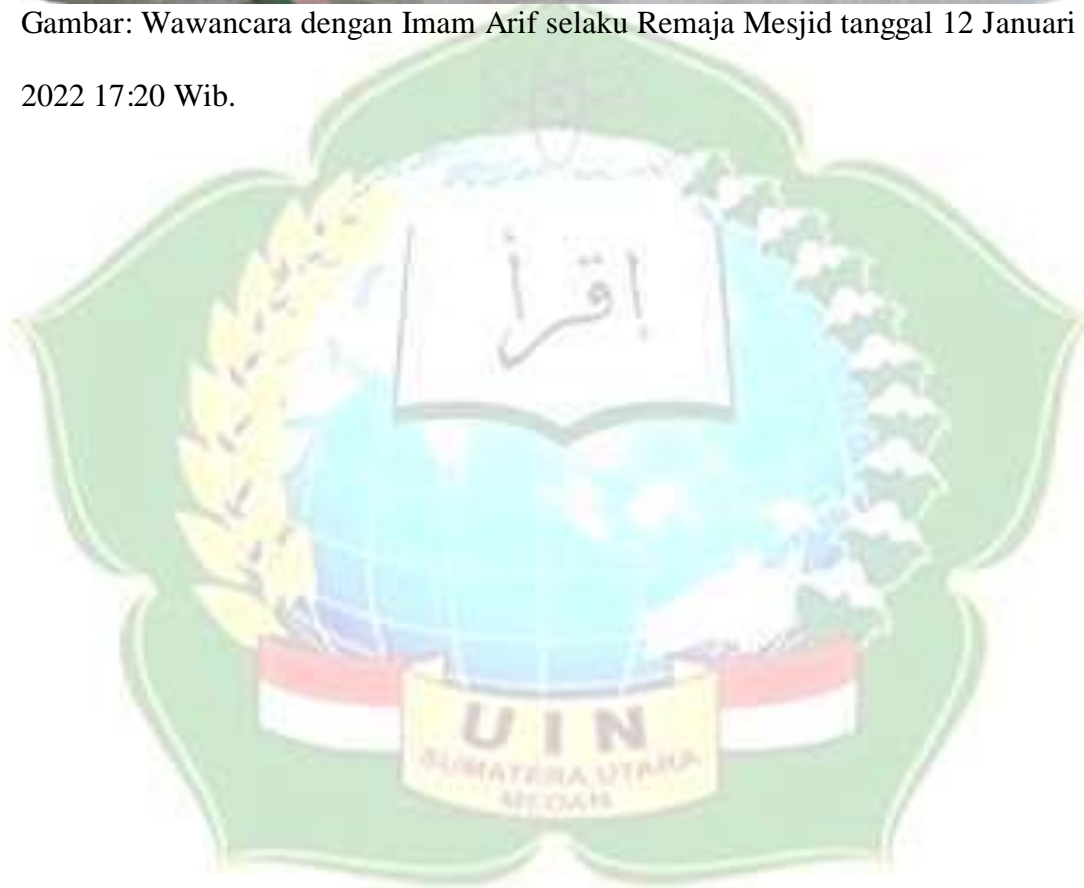 Gambar: Wawancara dengan Imam Arif selaku Remaja Mesjid tanggal 12 Januari
2022 17:20 Wib.
إقرأ
UIN
SUMATERA UTARA
MEDAN